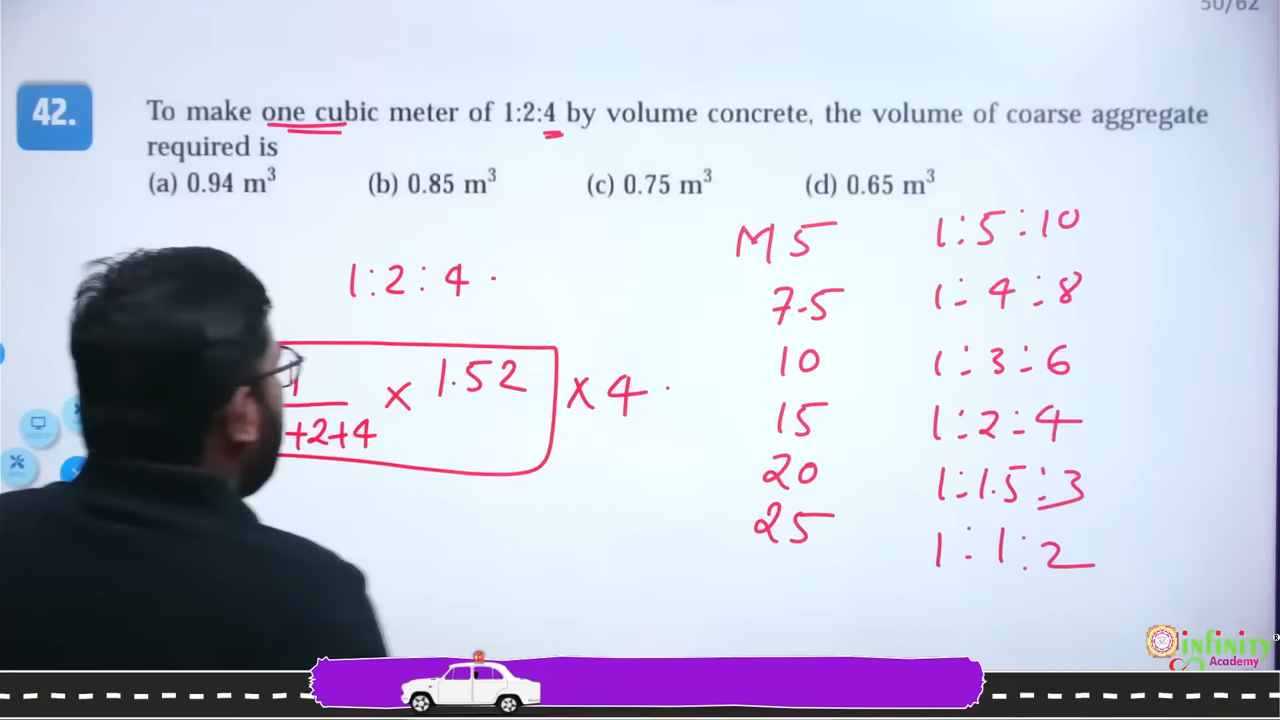 50/62
42.
To make one cubic meter of 1:2:4 by volume concrete, the volume of coarse aggregate
required is
(a) 0.94 m³ (b) 0.85 m³ (c) 0.75 m³ (d) 0.65 m³
1:2:4
1/+2+4 × 1.52 × 4
M 5 1:5:10
7.5 1:4:8
10 1:3:6
15 1:2:4
20 1:1.5:3
25 1:1:2
infinity
Academy